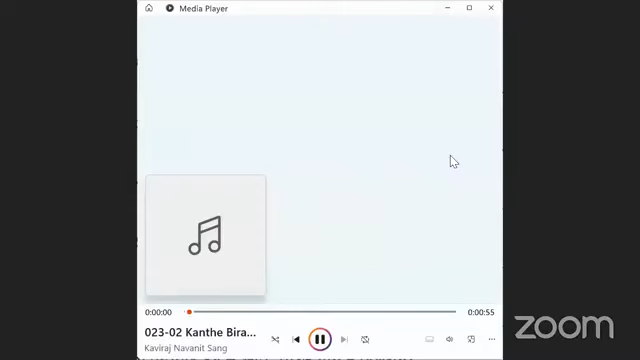 Media Player
0:00:00
0:00:55
023-02 Kanthe Bira...
Kaviraj Navanit Sang
zoom